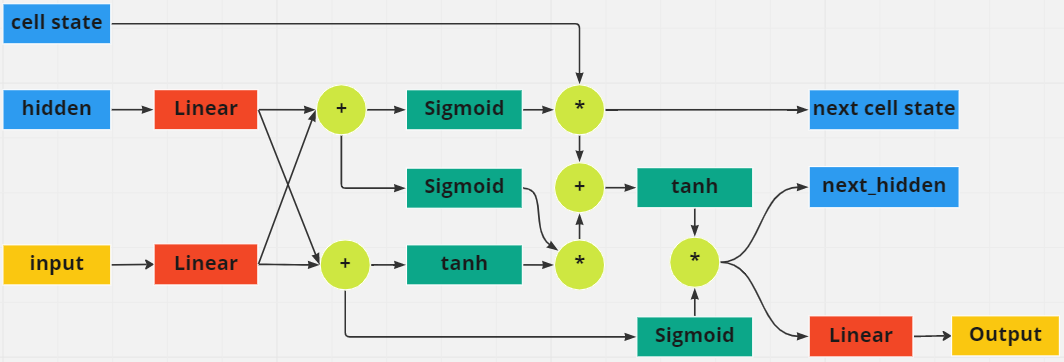 cell state
hidden
Linear
+
Sigmoid
*
next cell state
Sigmoid
+
tanh
next_hidden
input
Linear
+
tanh
*
*
Sigmoid
Linear
Output